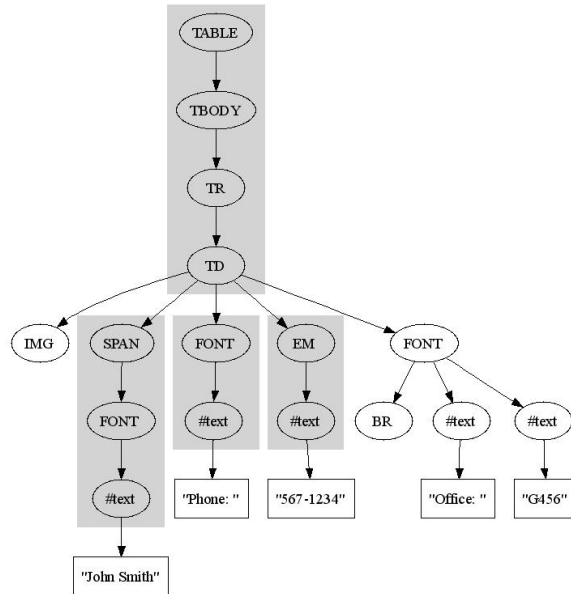 TABLE
TBODY
TR
TD
IMG SPAN FONT EM FONT
FONT #text #text BR #text #text
#text "Phone: " "567-1234" "Office: " "G456"
"John Smith"